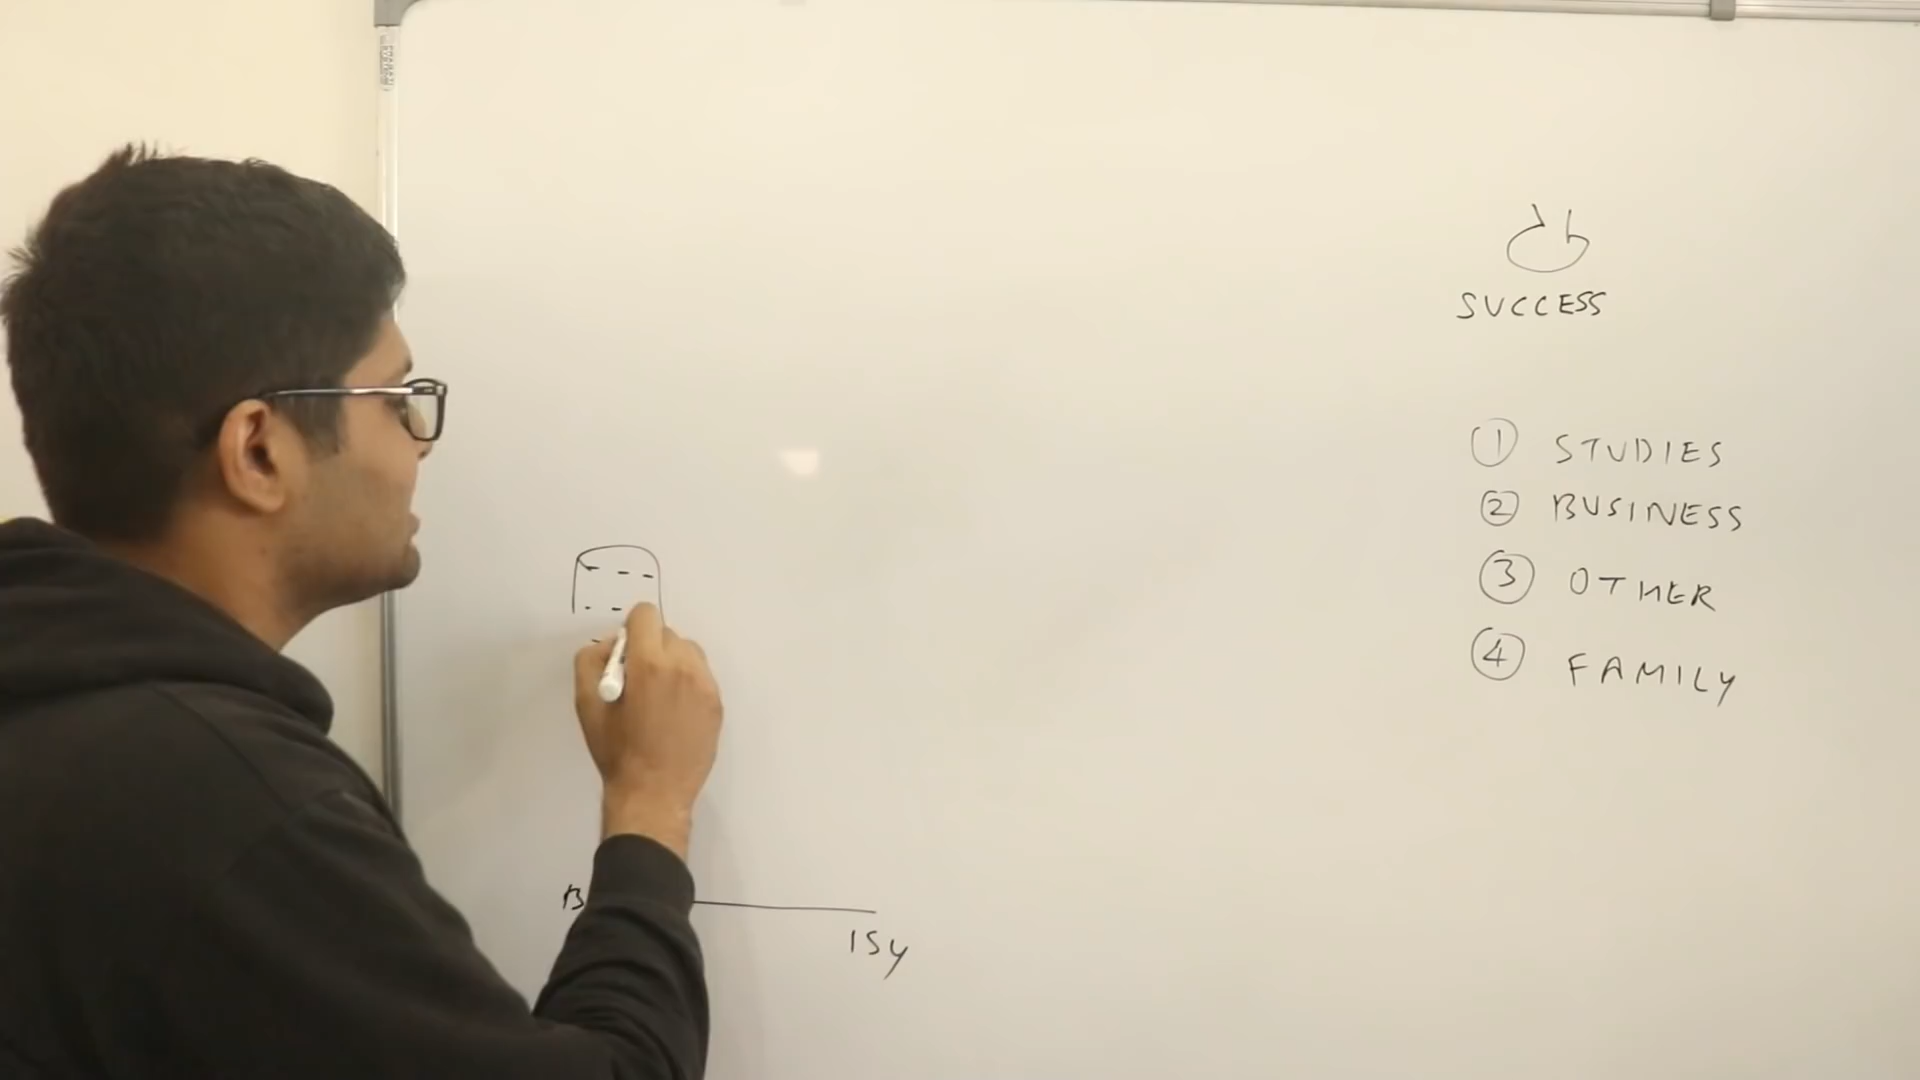 SUCCESS
① STUDIES
② BUSINESS
③ OTHER
④ FAMILY
B
15y